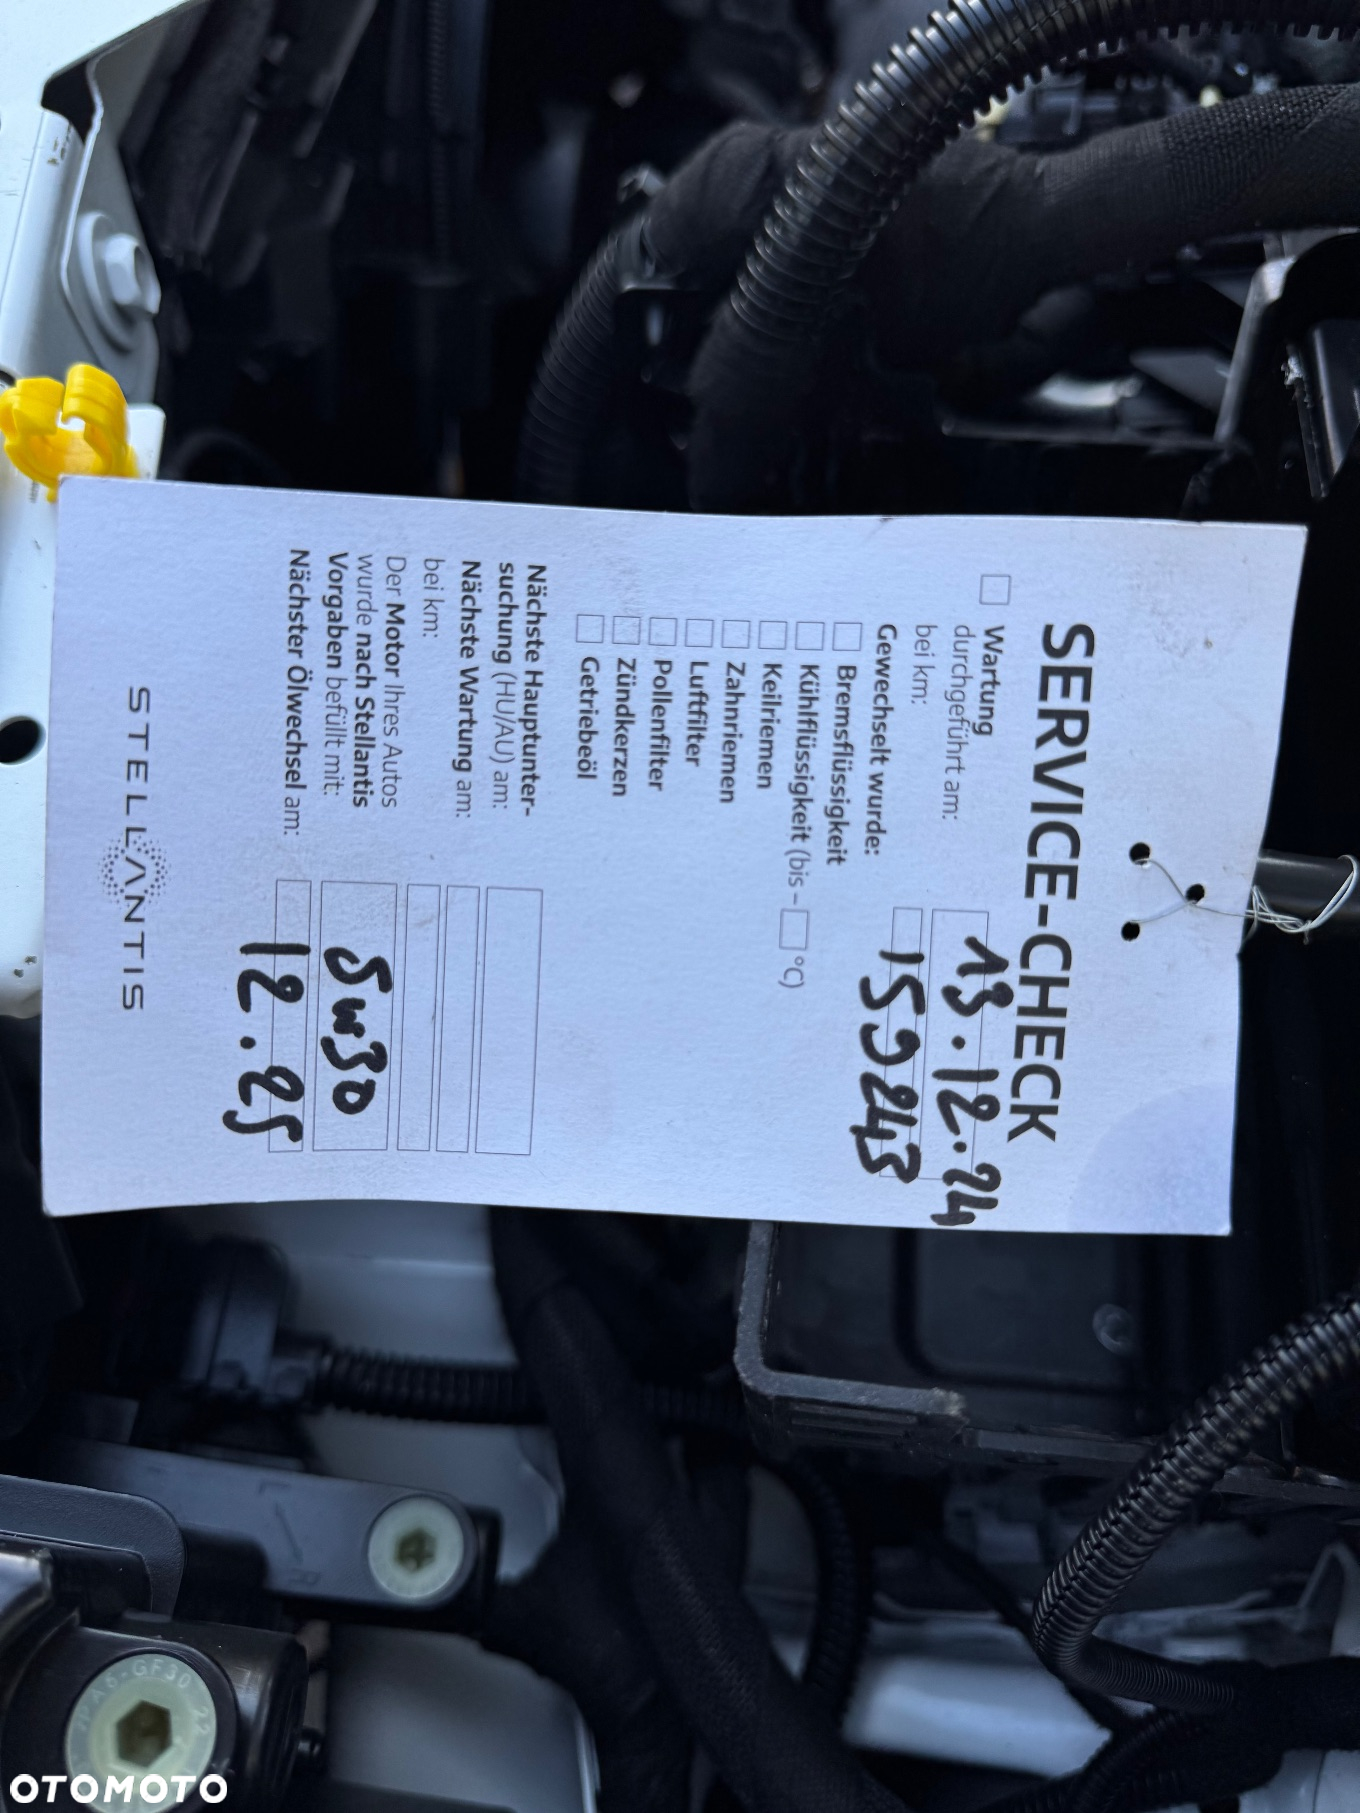 SERVICE-CHECK
Wartung
durchgeführt am: 13.12.24
bei km: 159243
Gewechselt wurde:
Bremsflüssigkeit
Kühlflüssigkeit (bis - °C)
Keilriemen
Zahnriemen
Luftfilter
Pollenfilter
Zündkerzen
Getriebeöl
Nächste Hauptunter-
suchung (HU/AU) am:
Nächste Wartung am:
bei km:
Der Motor Ihres Autos
wurde nach Stellantis
Vorgaben befüllt mit: 5w30
Nächster Ölwechsel am: 12.25
STELLANTIS
L R
OTOMOTO